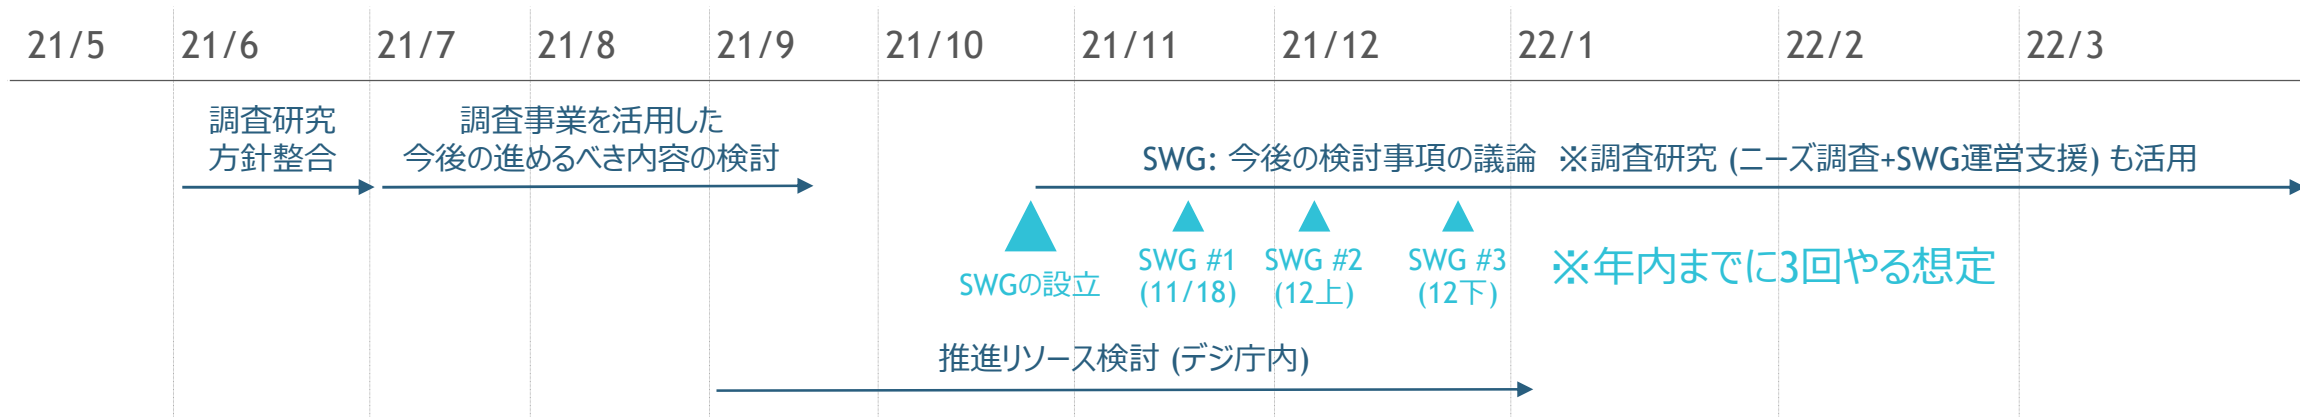 21/5 21/6 21/7 21/8 21/9 21/10 21/11 21/12 22/1 22/2 22/3
調査研究
方針整合
調査事業を活用した
今後の進めるべき内容の検討
SWG: 今後の検討事項の議論 ※調査研究 (ニーズ調査+SWG運営支援) も活用
SWGの設立
SWG #1
(11/18)
SWG #2
(12上)
SWG #3
(12下)
※年内までに3回やる想定
推進リソース検討 (デジ庁内)